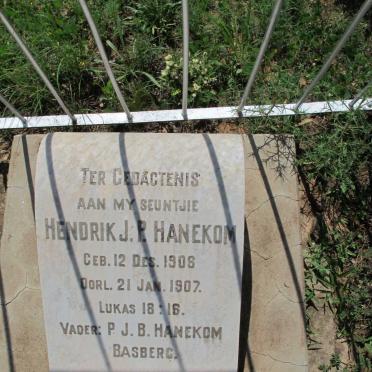 TER GEDACTENIS
AAN MY SEUNTJIE
HENDRIK J. P. HANEKOM
GEB. 12 DES. 1906
OORL. 21 JAN. 1907.
LUKAS 18:16.
VADER: P. J. B. HANEKOM
BASBERG.